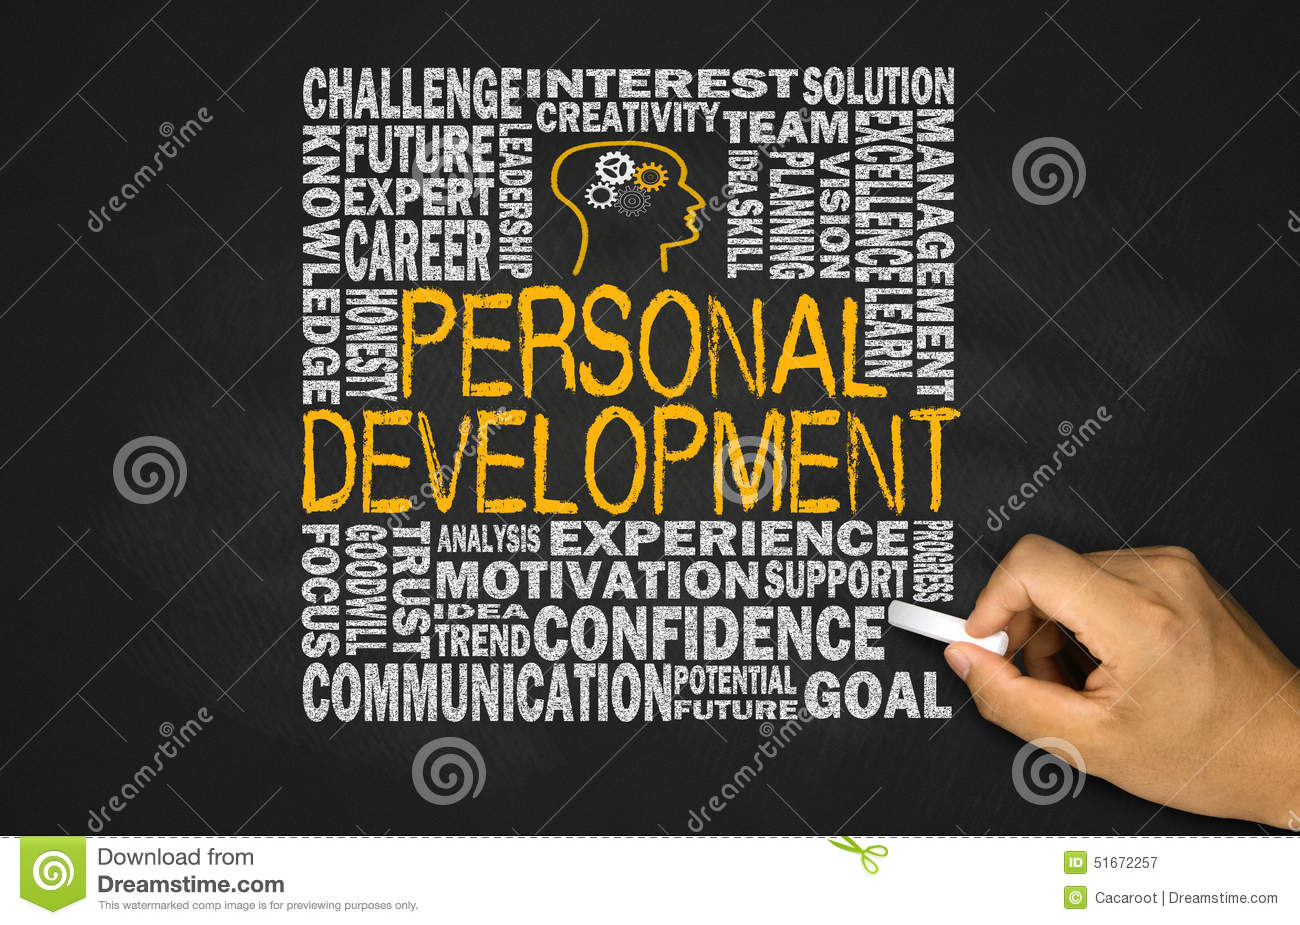 CHALLENGE
INTEREST
SOLUTION
CREATIVITY
TEAM
KNOWLEDGE
FUTURE
EXPERT
CAREER
LEADERSHIP
IDEA SKILL
PLANNING
VISION
EXCELLENCE
MANAGEMENT
HONESTY
LEARN
PERSONAL
DEVELOPMENT
FOCUS
GOODWILL
TRUST
ANALYSIS
EXPERIENCE
PROGRESS
MOTIVATION
SUPPORT
IDEA
TREND
CONFIDENCE
COMMUNICATION
POTENTIAL
FUTURE
GOAL
dreamstime
dreamstime
dreamstime
dreamstime
dreamstime
dreamstime
dreamstime
dreamstime
Download from
Dreamstime.com
This watermarked comp image is for previewing purposes only.
ID 51672257
© Cacaroot | Dreamstime.com